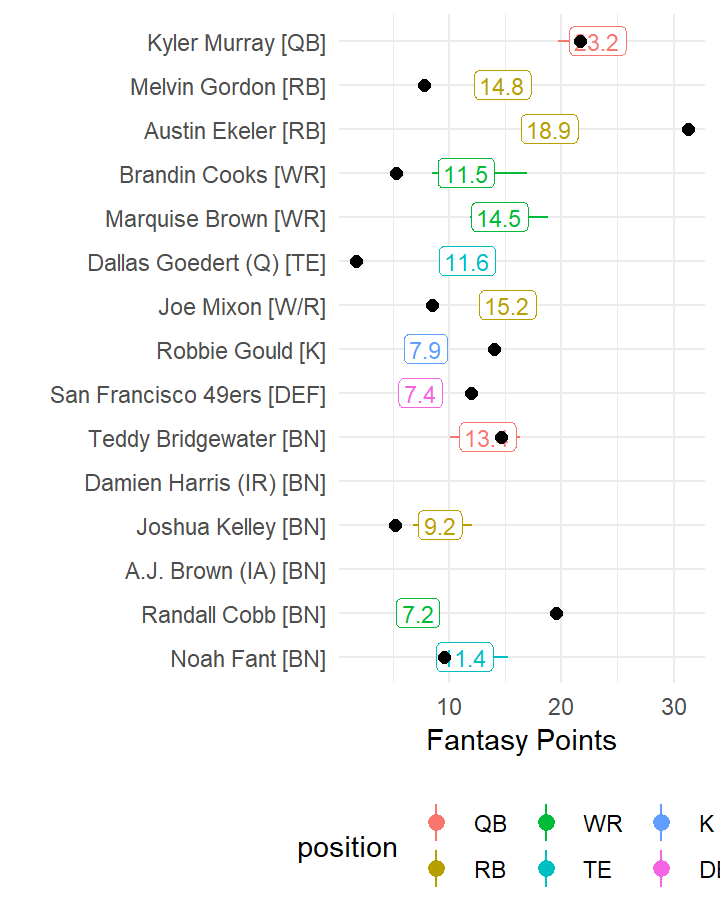 Kyler Murray [QB]
Melvin Gordon [RB] 14.8
Austin Ekeler [RB] 18.9
Brandin Cooks [WR] 11.5
Marquise Brown [WR] 14.5
Dallas Goedert (Q) [TE] 11.6
Joe Mixon [W/R] 15.2
Robbie Gould [K] 7.9
San Francisco 49ers [DEF] 7.4
Teddy Bridgewater [BN]
Damien Harris (IR) [BN]
Joshua Kelley [BN] 9.2
A.J. Brown (IA) [BN]
Randall Cobb [BN] 7.2
Noah Fant [BN]
10 20 30
Fantasy Points
position
QB WR K
RB TE